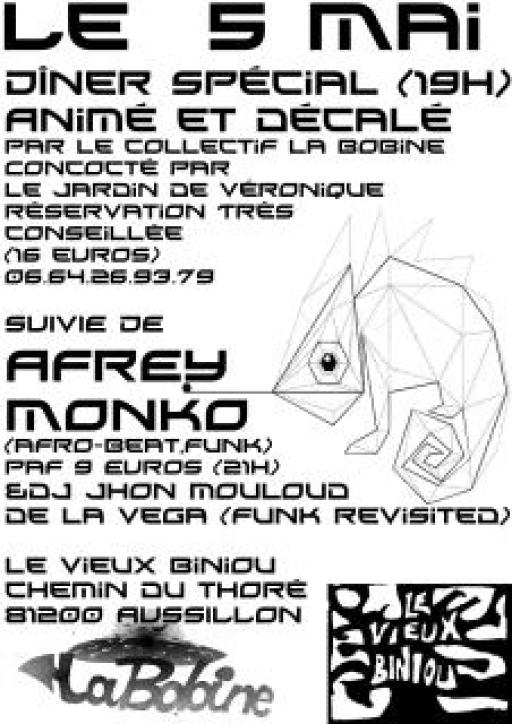 LE 5 MAI
DÎNER SPÉCIAL (19H)
ANIMÉ ET DÉCALÉ
PAR LE COLLECTIF LA BOBINE
CONCOCTÉ PAR
LE JARDIN DE VÉRONIQUE
RÉSERVATION TRÈS
CONSEILLÉE
(16 EUROS)
06.64.26.93.79
SUIVIE DE
AFREY
MONKO
(AFRO-BEAT,FUNK)
PAF 9 EUROS (21H)
&DJ JHON MOULOUD
DE LA VEGA (FUNK REVISITED)
LE VIEUX BINIOU
CHEMIN DU THORÉ
81200 AUSSILLON
La Bobine
LE
VIEUX
BINIOU